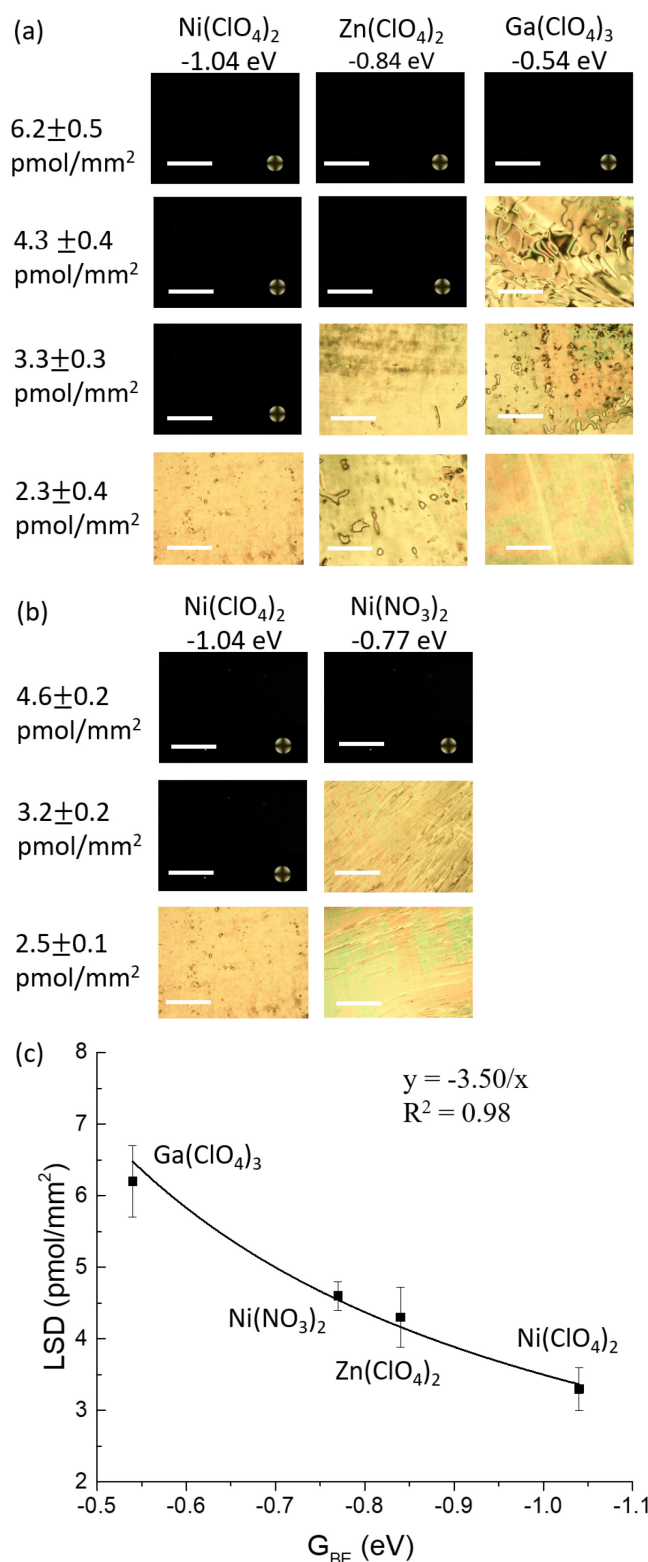 (a)
Ni(ClO₄)₂ Zn(ClO₄)₂ Ga(ClO₄)₃
-1.04 eV -0.84 eV -0.54 eV
6.2±0.5
pmol/mm²
4.3 ±0.4
pmol/mm²
3.3±0.3
pmol/mm²
2.3±0.4
pmol/mm²
(b)
Ni(ClO₄)₂ Ni(NO₃)₂
-1.04 eV -0.77 eV
4.6±0.2
pmol/mm²
3.2±0.2
pmol/mm²
2.5±0.1
pmol/mm²
(c)
y = -3.50/x
R² = 0.98
Ga(ClO₄)₃
Ni(NO₃)₂
Zn(ClO₄)₂
Ni(ClO₄)₂
LSD (pmol/mm²)
8
7
6
5
4
3
2
-0.5 -0.6 -0.7 -0.8 -0.9 -1.0 -1.1
G_BE (eV)